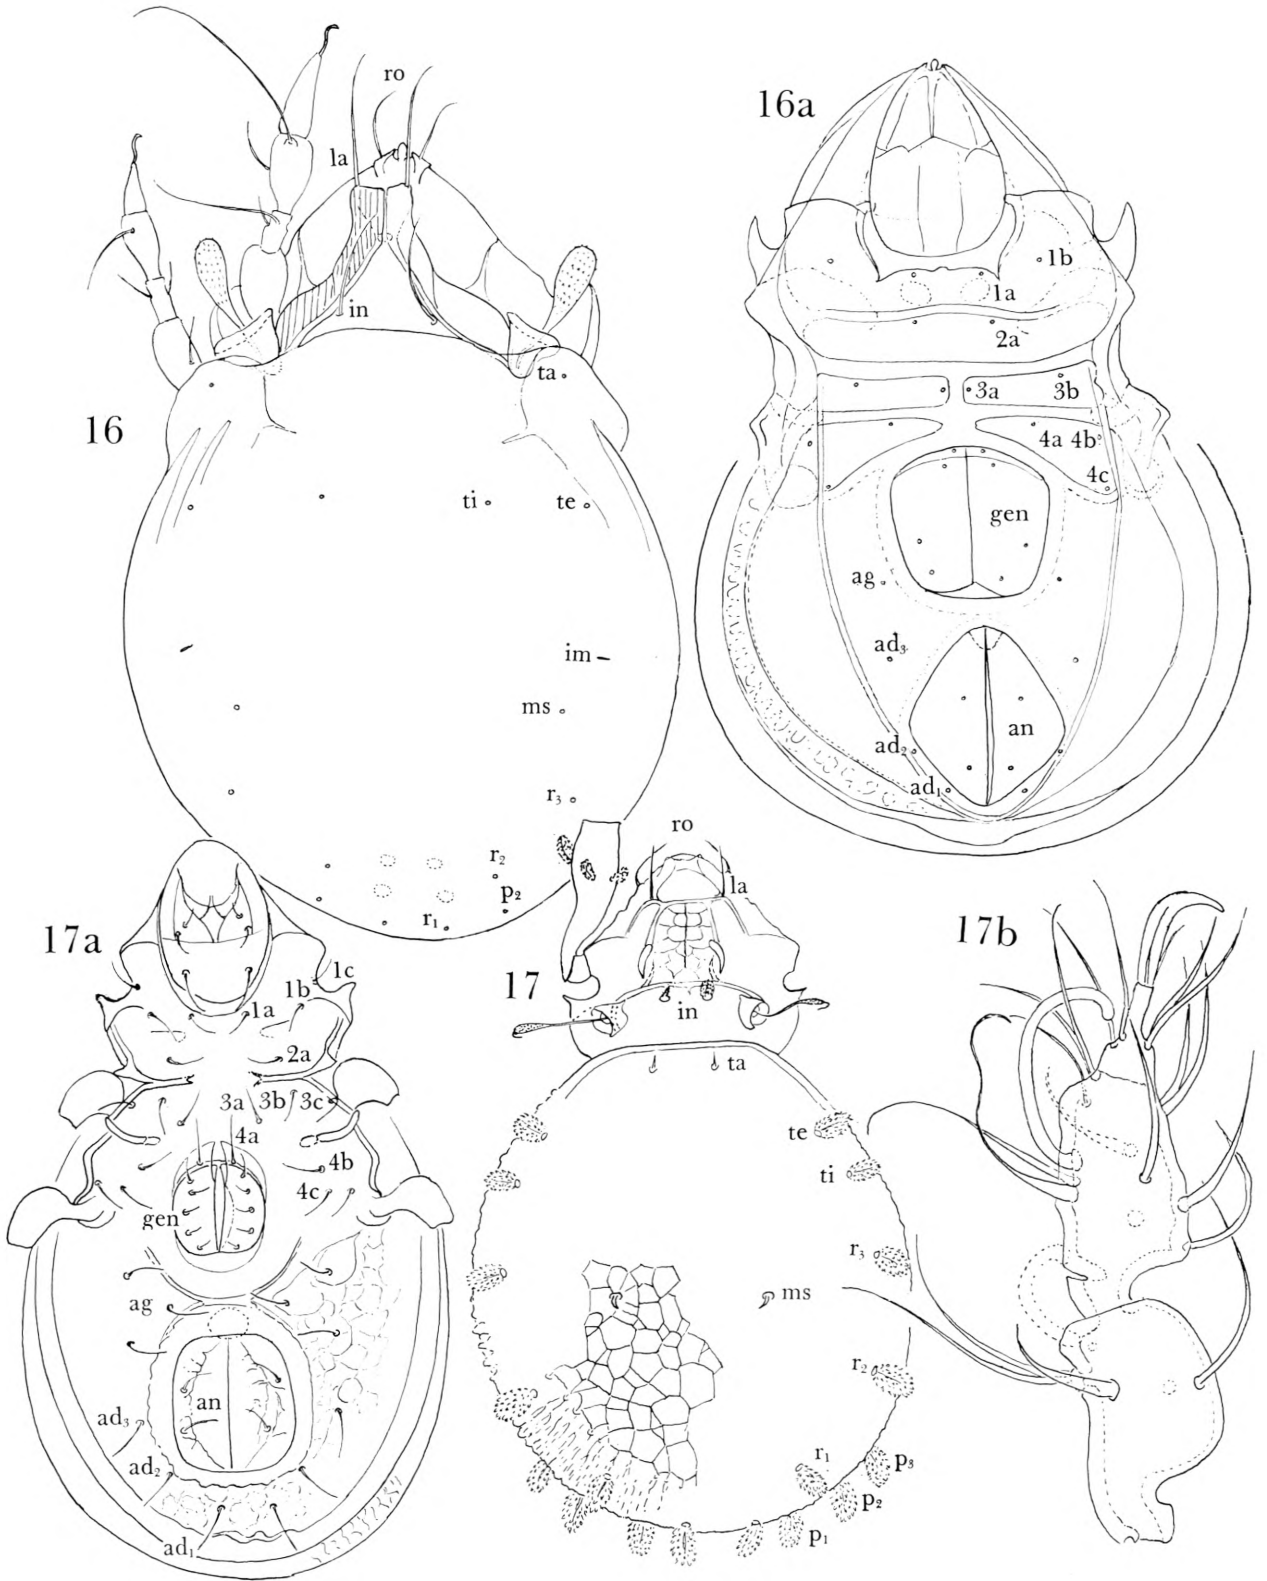 ro
16a
la
1b
in
1a
2a
ta
16
3a 3b
4a 4b
4c
ti te
gen
ag
im
ad₃
ms
an
ad₂
r₃
ad₁
ro
r₂
p₂
la
r₁
17a
17b
17
1c
1b
1a
in
2a
ta
3a 3b 3c
4a
te
4b
ti
4c
gen
r₃
ms
ag
r₂
an
ad₃
r₁
p₃
ad₂
p₂
p₁
ad₁